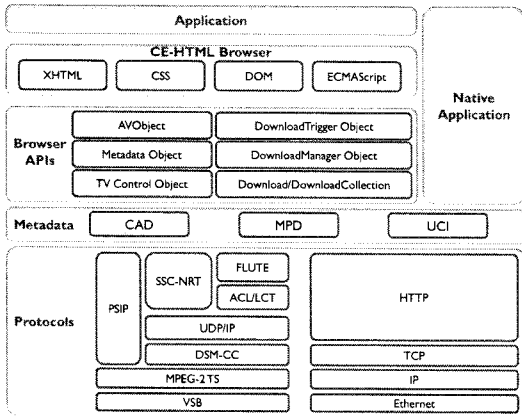 Application
CE-HTML Browser
XHTML
CSS
DOM
ECMAScript
Native
Application
Browser
APIs
AVObject
DownloadTrigger Object
Metadata Object
DownloadManager Object
TV Control Object
Download/DownloadCollection
Metadata
CAD
MPD
UCI
Protocols
PSIP
SSC-NRT
FLUTE
ACL/LCT
UDP/IP
DSM-CC
MPEG-2 TS
VSB
HTTP
TCP
IP
Ethernet